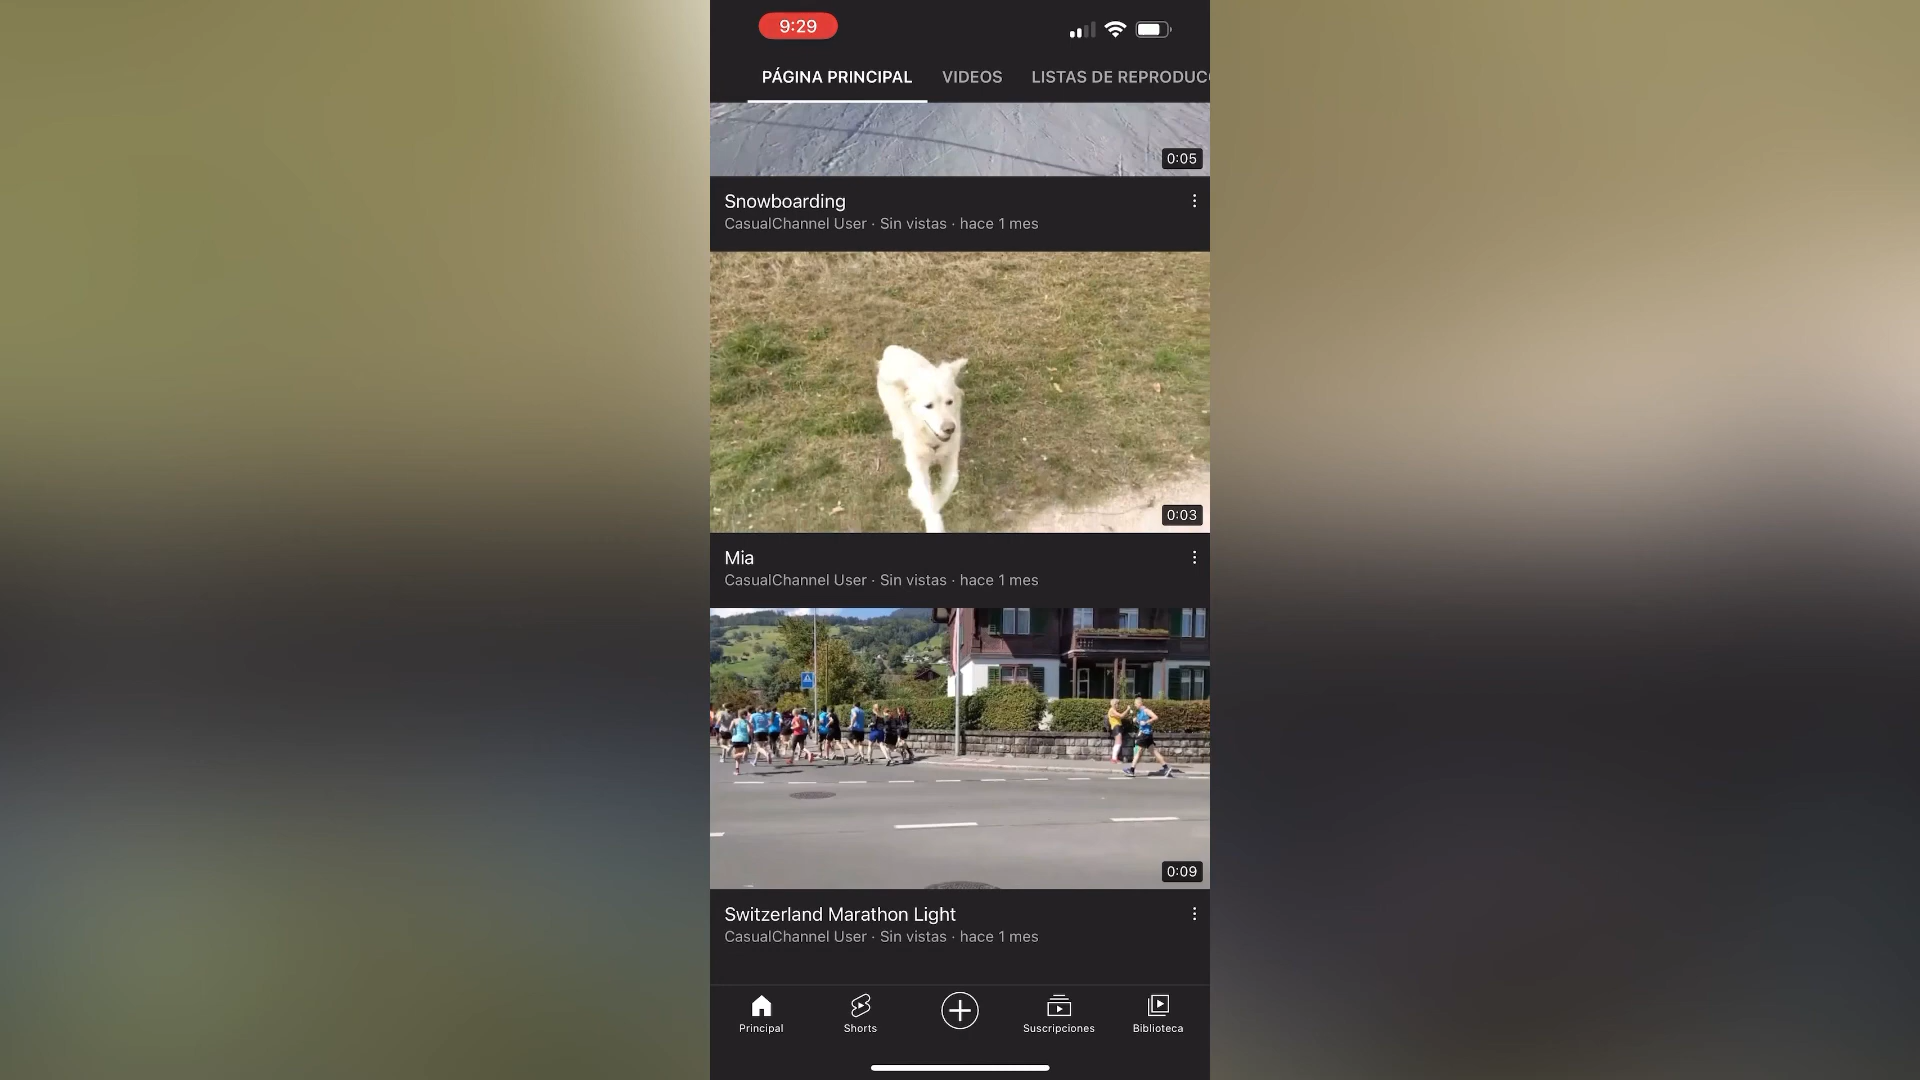 9:29
PÁGINA PRINCIPAL VIDEOS LISTAS DE REPRODUC
0:05
Snowboarding
CasualChannel User · Sin vistas · hace 1 mes
0:03
Mia
CasualChannel User · Sin vistas · hace 1 mes
0:09
Switzerland Marathon Light
CasualChannel User · Sin vistas · hace 1 mes
Principal Shorts Suscripciones Biblioteca